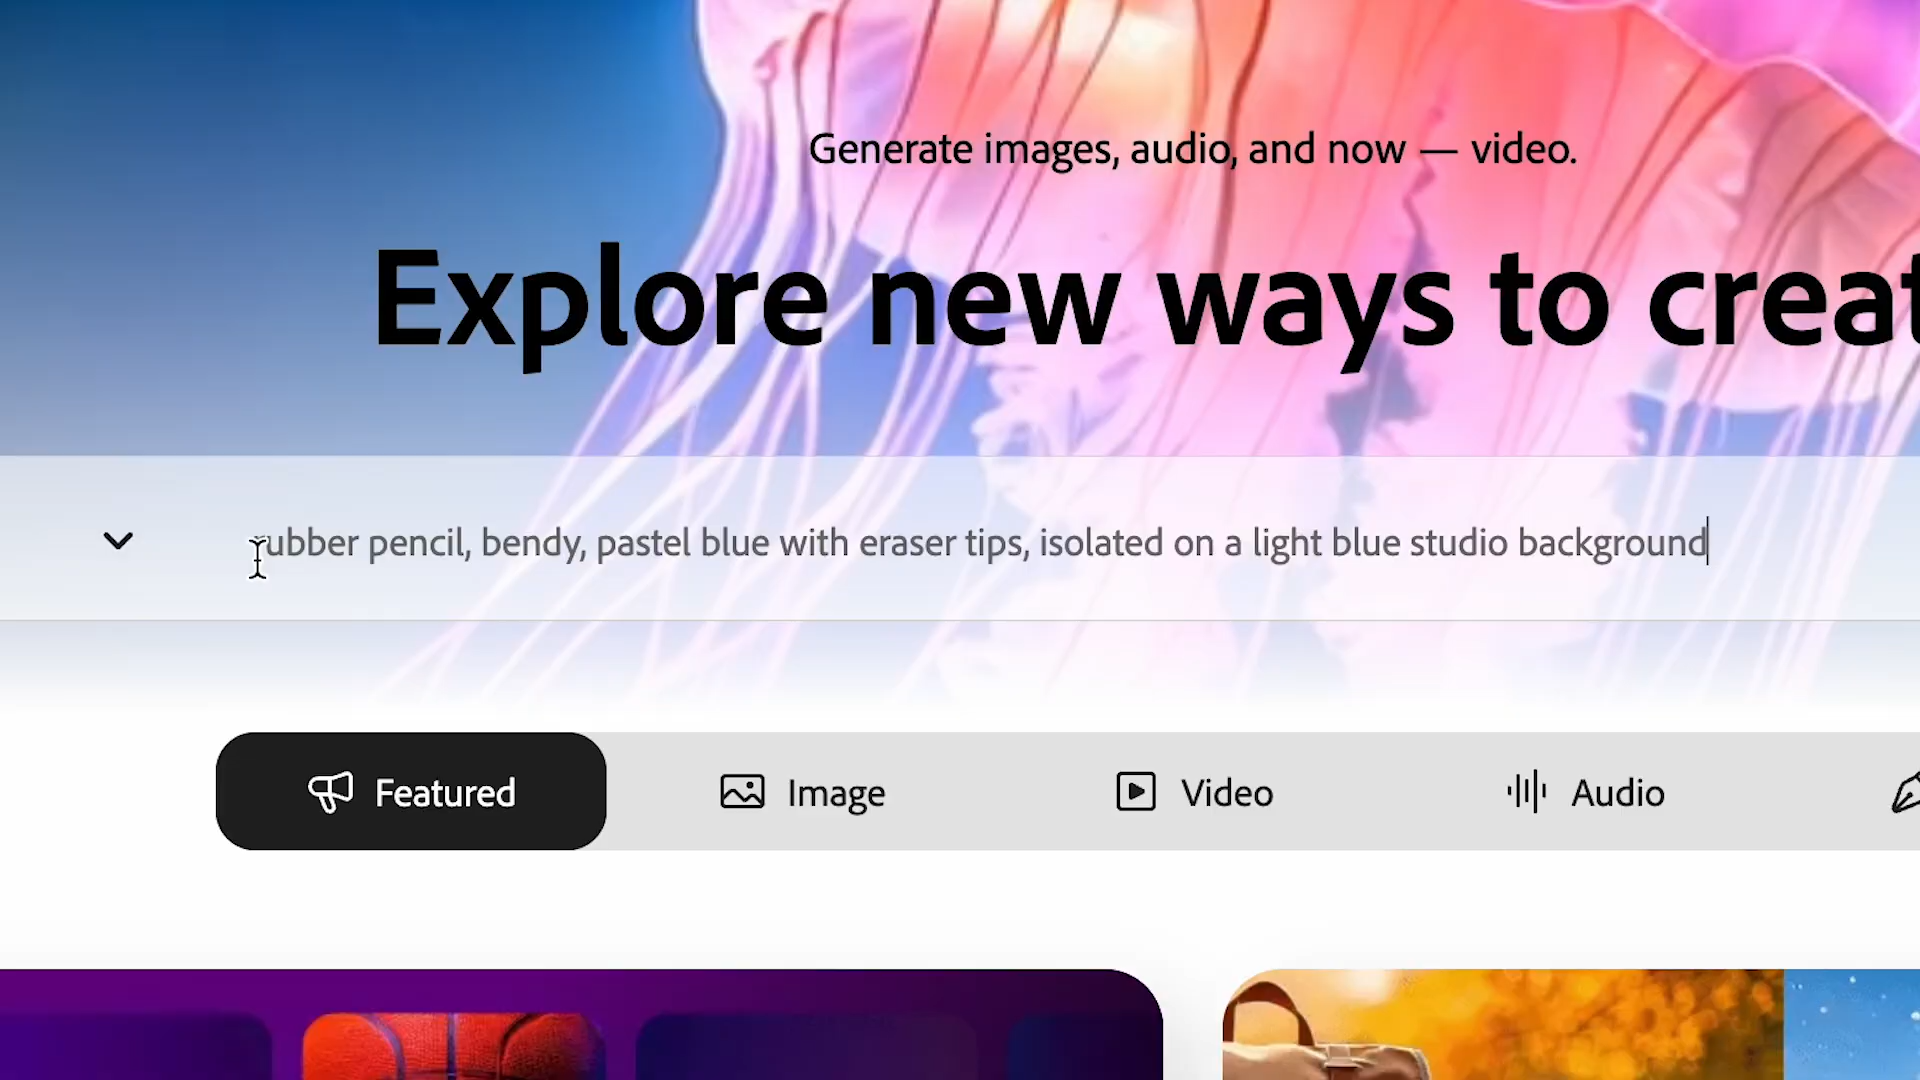 Generate images, audio, and now — video.
Explore new ways to creat
rubber pencil, bendy, pastel blue with eraser tips, isolated on a light blue studio background
Featured
Image
Video
Audio